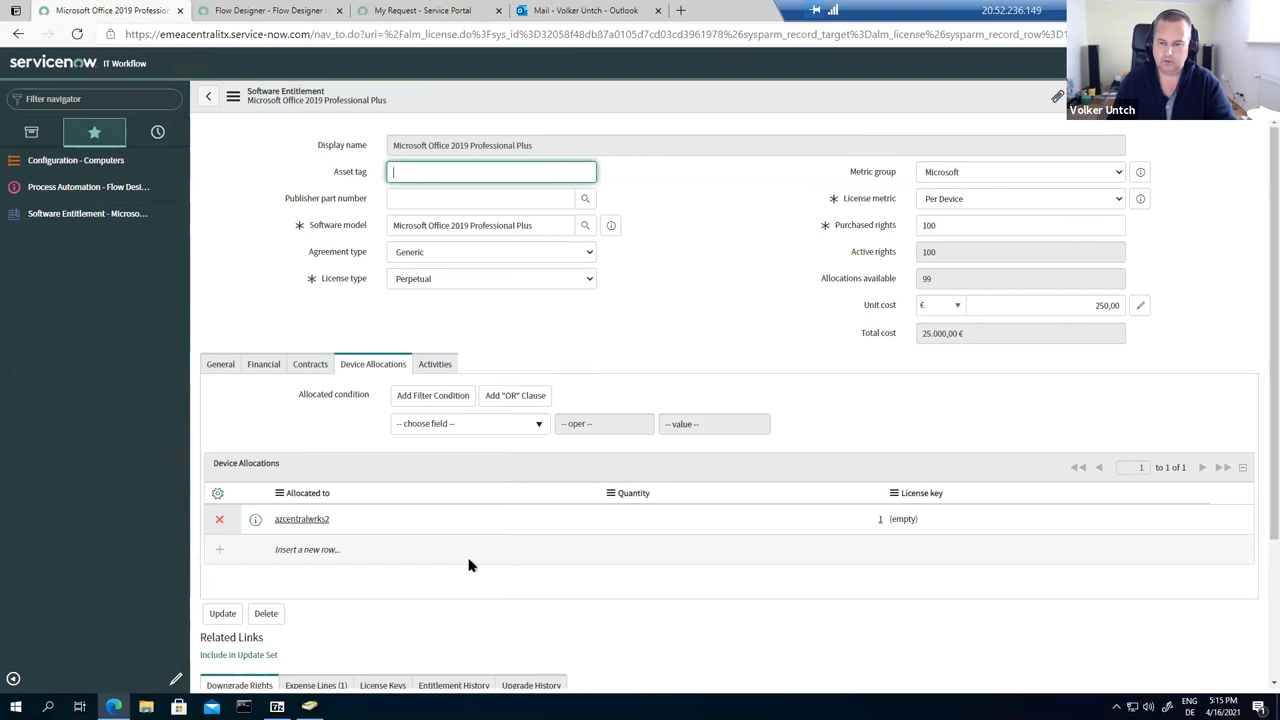 Microsoft Office 2019 Professio
Flow Designer - Flow Designer
My Request - Service Portal
Mail - Volker Untch - Outlook
20.52.236.149
https://emeacentralitx.service-now.com/nav_to.do?uri=%2Falm_license.do%3Fsys_id%3D32058f48db87a0105d7cd03cd3961978%26sysparm_record_target%3Dalm_license%26sysparm_record_row%3D1
servicenow IT Workflow
Volker Untch
Filter navigator
Configuration - Computers
Process Automation - Flow Desi...
Software Entitlement - Microso...
Software Entitlement
Microsoft Office 2019 Professional Plus
Display name Microsoft Office 2019 Professional Plus
Asset tag
Metric group Microsoft
Publisher part number
License metric Per Device
Software model Microsoft Office 2019 Professional Plus
Purchased rights 100
Agreement type Generic
Active rights 100
License type Perpetual
Allocations available 99
Unit cost € 250,00
Total cost 25.000,00 €
General Financial Contracts Device Allocations Activities
Allocated condition Add Filter Condition Add "OR" Clause
-- choose field -- -- oper -- -- value --
Device Allocations
1 to 1 of 1
Allocated to Quantity License key
azcentralwrks2 1 (empty)
Insert a new row...
Update Delete
Related Links
Include in Update Set
Downgrade Rights Expense Lines (1) License Keys Entitlement History Upgrade History
ENG 5:15 PM
DE 4/16/2021